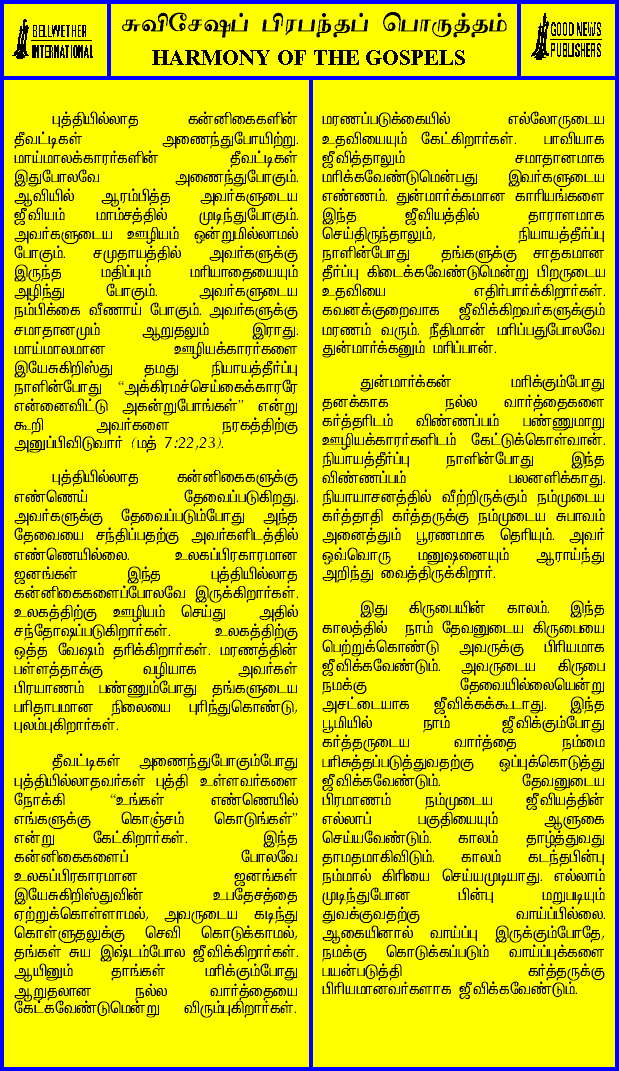 BELLWETHER
INTERNATIONAL
சுவிசேஷப் பிரபந்தப் பொருத்தம்
HARMONY OF THE GOSPELS
GOOD NEWS
PUBLISHERS
புத்தியில்லாத கன்னிகைகளின்
தீவட்டிகள் அணைந்துபோயிற்று.
மாய்மாலக்காரர்களின் தீவட்டிகள்
இதுபோலவே அணைந்துபோகும்.
ஆவியில் ஆரம்பித்த அவர்களுடைய
ஜீவியம் மாம்சத்தில் முடிந்துபோகும்.
அவர்களுடைய ஊழியம் ஒன்றுமில்லாமல்
போகும். சமுதாயத்தில் அவர்களுக்கு
இருந்த மதிப்பும் மரியாதையையும்
அழிந்து போகும். அவர்களுடைய
நம்பிக்கை வீணாய் போகும். அவர்களுக்கு
சமாதானமும் ஆறுதலும் இராது.
மாய்மாலமான ஊழியக்காரர்களை
இயேசுகிறிஸ்து தமது நியாயத்தீர்ப்பு
நாளின்போது “அக்கிரமச்செய்கைக்காரரே
என்னைவிட்டு அகன்றுபோங்கள்” என்று
கூறி அவர்களை நரகத்திற்கு
அனுப்பிவிடுவார் (மத் 7:22,23).
புத்தியில்லாத கன்னிகைகளுக்கு
எண்ணெய் தேவைப்படுகிறது.
அவர்களுக்கு தேவைப்படும்போது அந்த
தேவையை சந்திப்பதற்கு அவர்களிடத்தில்
எண்ணெயில்லை. உலகப்பிரகாரமான
ஜனங்கள் இந்த புத்தியில்லாத
கன்னிகைகளைப்போலவே இருக்கிறார்கள்.
உலகத்திற்கு ஊழியம் செய்து அதில்
சந்தோஷப்படுகிறார்கள். உலகத்திற்கு
ஒத்த வேஷம் தரிக்கிறார்கள். மரணத்தின்
பள்ளத்தாக்கு வழியாக அவர்கள்
பிரயாணம் பண்ணும்போது தங்களுடைய
பரிதாபமான நிலையை புரிந்துகொண்டு,
புலம்புகிறார்கள்.
தீவட்டிகள் அணைந்துபோகும்போது
புத்தியில்லாதவர்கள் புத்தி உள்ளவர்களை
நோக்கி “உங்கள் எண்ணெயில்
எங்களுக்கு கொஞ்சம் கொடுங்கள்”
என்று கேட்கிறார்கள். இந்த
கன்னிகைகளைப் போலவே
உலகப்பிரகாரமான ஜனங்கள்
இயேசுகிறிஸ்துவின் உபதேசத்தை
ஏற்றுக்கொள்ளாமல், அவருடைய கடிந்து
கொள்ளுதலுக்கு செவி கொடுக்காமல்,
தங்கள் சுய இஷ்டம்போல ஜீவிக்கிறார்கள்.
ஆயினும் தாங்கள் மரிக்கும்போது
ஆறுதலான நல்ல வார்த்தையை
கேட்கவேண்டுமென்று விரும்புகிறார்கள்.
மரணப்படுக்கையில் எல்லோருடைய
உதவியையும் கேட்கிறார்கள். பாவியாக
ஜீவித்தாலும் சமாதானமாக
மரிக்கவேண்டுமென்பது இவர்களுடைய
எண்ணம். துன்மார்க்கமான காரியங்களை
இந்த ஜீவியத்தில் தாராளமாக
செய்திருந்தாலும், நியாயத்தீர்ப்பு
நாளின்போது தங்களுக்கு சாதகமான
தீர்ப்பு கிடைக்கவேண்டுமென்று பிறருடைய
உதவியை எதிர்பார்க்கிறார்கள்.
கவனக்குறைவாக ஜீவிக்கிறவர்களுக்கும்
மரணம் வரும். நீதிமான் மரிப்பதுபோலவே
துன்மார்க்கனும் மரிப்பான்.
துன்மார்க்கன் மரிக்கும்போது
தனக்காக நல்ல வார்த்தைகளை
கர்த்தரிடம் விண்ணப்பம் பண்ணுமாறு
ஊழியக்காரர்களிடம் கேட்டுக்கொள்வான்.
நியாயத்தீர்ப்பு நாளின்போது இந்த
விண்ணப்பம் பலனளிக்காது.
நியாயாசனத்தில் வீற்றிருக்கும் நம்முடைய
கர்த்தாதி கர்த்தருக்கு நம்முடைய சுபாவம்
அனைத்தும் பூரணமாக தெரியும். அவர்
ஒவ்வொரு மனுஷனையும் ஆராய்ந்து
அறிந்து வைத்திருக்கிறார்.
இது கிருபையின் காலம். இந்த
காலத்தில் நாம் தேவனுடைய கிருபையை
பெற்றுக்கொண்டு அவருக்கு பிரியமாக
ஜீவிக்கவேண்டும். அவருடைய கிருபை
நமக்கு தேவையில்லையென்று
அசட்டையாக ஜீவிக்கக்கூடாது. இந்த
பூமியில் நாம் ஜீவிக்கும்போது
கர்த்தருடைய வார்த்தை நம்மை
பரிசுத்தப்படுத்துவதற்கு ஒப்புக்கொடுத்து
ஜீவிக்கவேண்டும். தேவனுடைய
பிரமாணம் நம்முடைய ஜீவியத்தின்
எல்லாப் பகுதியையும் ஆளுகை
செய்யவேண்டும். காலம் தாழ்த்துவது
தாமதமாகிவிடும். காலம் கடந்தபின்பு
நம்மால் கிரியை செய்யமுடியாது. எல்லாம்
முடிந்துபோன பின்பு மறுபடியும்
துவக்குவதற்கு வாய்ப்பில்லை.
ஆகையினால் வாய்ப்பு இருக்கும்போதே,
நமக்கு கொடுக்கப்படும் வாய்ப்புக்களை
பயன்படுத்தி கர்த்தருக்கு
பிரியமானவர்களாக ஜீவிக்கவேண்டும்.